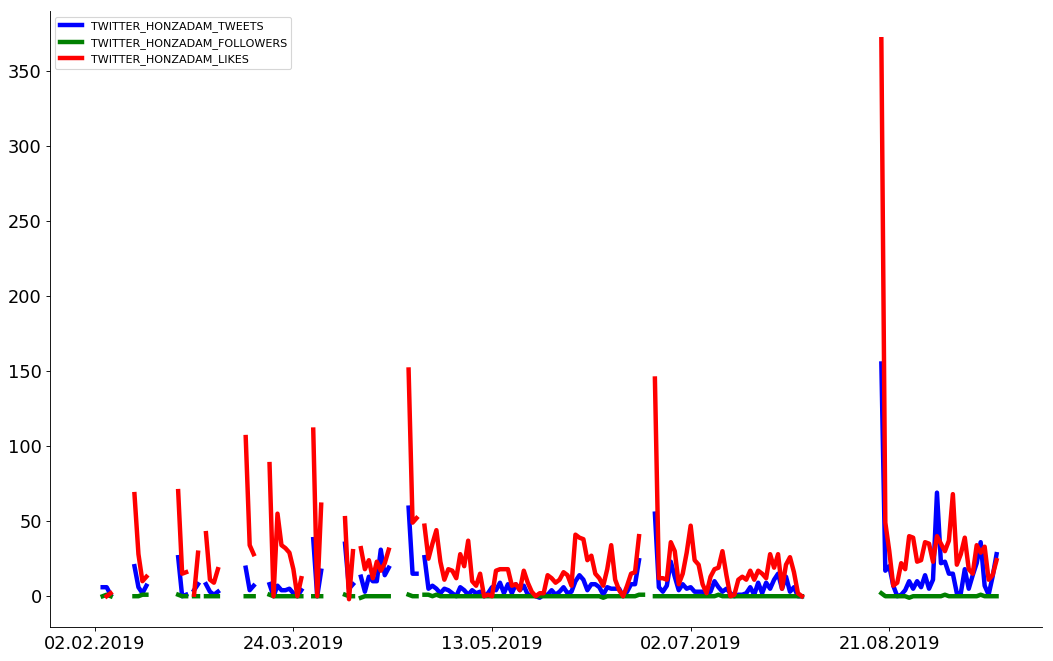 TWITTER_HONZADAM_TWEETS
TWITTER_HONZADAM_FOLLOWERS
TWITTER_HONZADAM_LIKES
350
300
250
200
150
100
50
0
02.02.2019 24.03.2019 13.05.2019 02.07.2019 21.08.2019